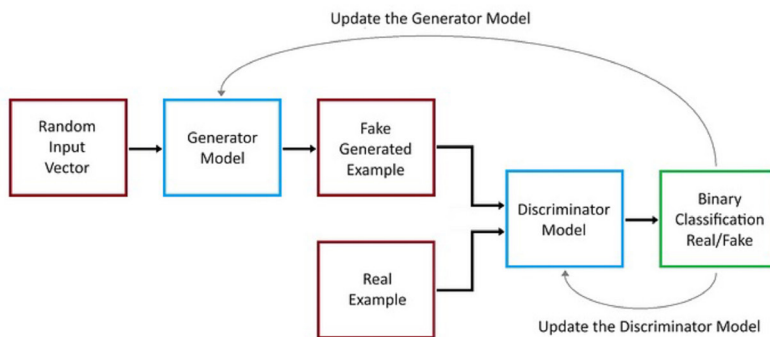 Update the Generator Model
Random
Input
Vector
Generator
Model
Fake
Generated
Example
Discriminator
Model
Binary
Classification
Real/Fake
Real
Example
Update the Discriminator Model